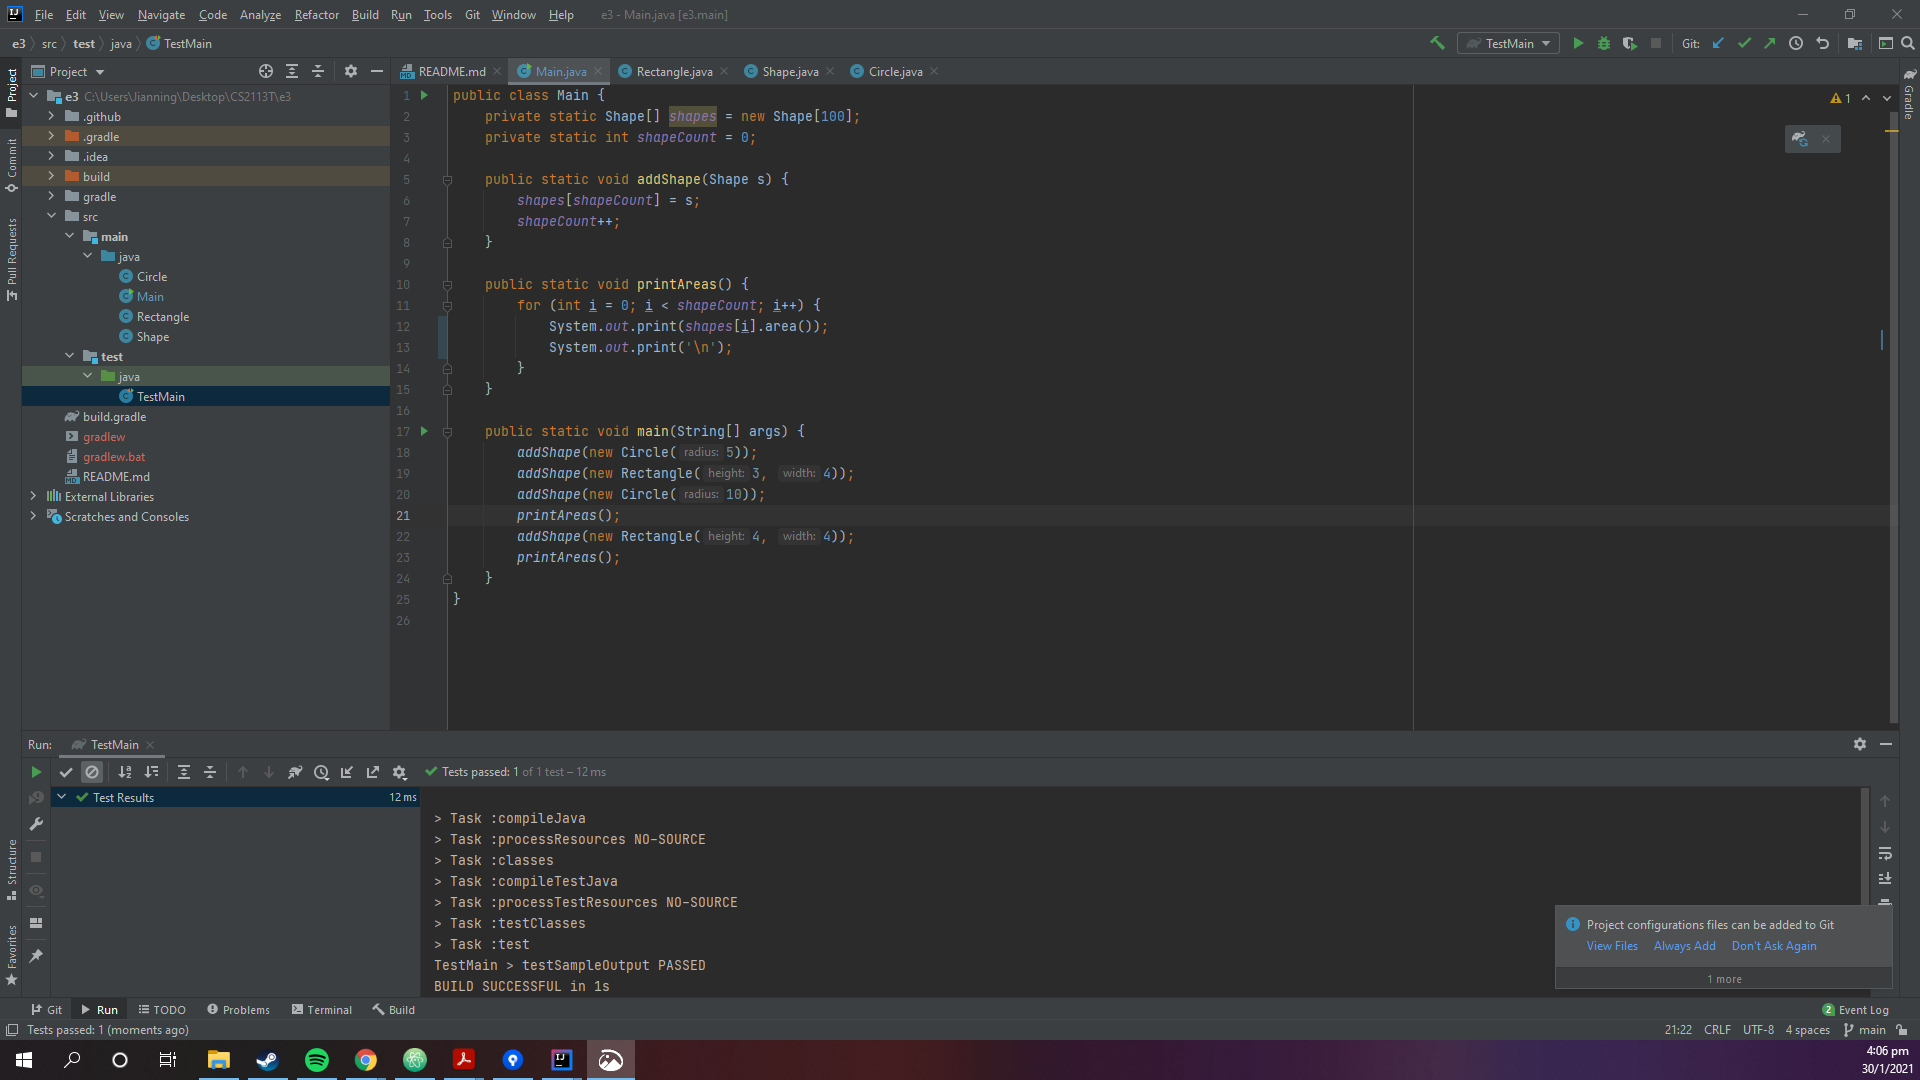 File Edit View Navigate Code Analyze Refactor Build Run Tools Git Window Help e3 - Main.java [e3.main]
e3 src test java TestMain
TestMain
Git:
Project
README.md Main.java Rectangle.java Shape.java Circle.java
Project
Commit
Pull Requests
Structure
Favorites
Gradle
e3 C:\Users\Jianning\Desktop\CS2113T\e3
.github
.gradle
.idea
build
gradle
src
main
java
Circle
Main
Rectangle
Shape
test
java
TestMain
build.gradle
gradlew
gradlew.bat
README.md
External Libraries
Scratches and Consoles
1
1 public class Main {
2 private static Shape[] shapes = new Shape[100];
3 private static int shapeCount = 0;
4
5 public static void addShape(Shape s) {
6 shapes[shapeCount] = s;
7 shapeCount++;
8 }
9
10 public static void printAreas() {
11 for (int i = 0; i < shapeCount; i++) {
12 System.out.print(shapes[i].area());
13 System.out.print('\n');
14 }
15 }
16
17 public static void main(String[] args) {
18 addShape(new Circle( radius: 5));
19 addShape(new Rectangle( height: 3, width: 4));
20 addShape(new Circle( radius: 10));
21 printAreas();
22 addShape(new Rectangle( height: 4, width: 4));
23 printAreas();
24 }
25 }
26
Run: TestMain
Tests passed: 1 of 1 test – 12 ms
Test Results 12 ms
> Task :compileJava
> Task :processResources NO-SOURCE
> Task :classes
> Task :compileTestJava
> Task :processTestResources NO-SOURCE
> Task :testClasses
> Task :test
TestMain > testSampleOutput PASSED
BUILD SUCCESSFUL in 1s
Project configurations files can be added to Git
View Files Always Add Don't Ask Again
1 more
Git Run TODO Problems Terminal Build
2 Event Log
Tests passed: 1 (moments ago)
21:22 CRLF UTF-8 4 spaces main
4:06 pm
30/1/2021